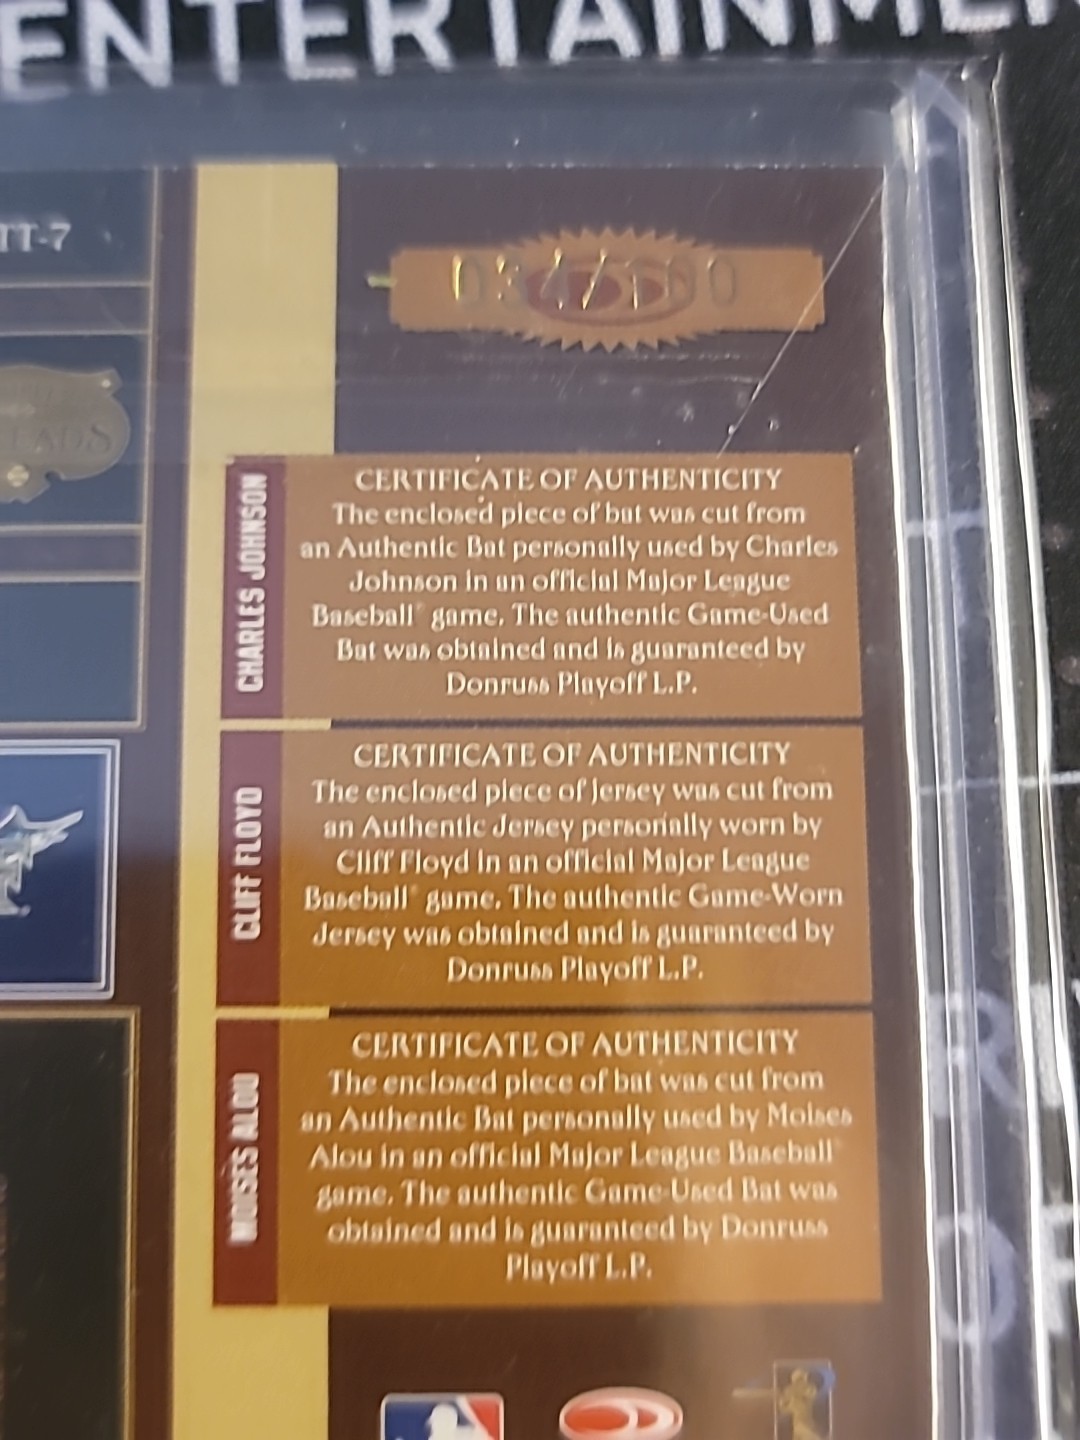 ENTERTAINME
TT-7
034/100
EADS
CHARLES JOHNSON
CERTIFICATE OF AUTHENTICITY
The enclosed piece of bat was cut from
an Authentic Bat personally used by Charles
Johnson in an official Major League
Baseball® game. The authentic Game-Used
Bat was obtained and is guaranteed by
Donruss Playoff L.P.
CLIFF FLOYD
CERTIFICATE OF AUTHENTICITY
The enclosed piece of jersey was cut from
an Authentic Jersey personally worn by
Cliff Floyd in an official Major League
Baseball® game. The authentic Game-Worn
Jersey was obtained and is guaranteed by
Donruss Playoff L.P.
MOISES ALOU
CERTIFICATE OF AUTHENTICITY
The enclosed piece of bat was cut from
an Authentic Bat personally used by Moises
Alou in an official Major League Baseball®
game. The authentic Game-Used Bat was
obtained and is guaranteed by Donruss
Playoff L.P.